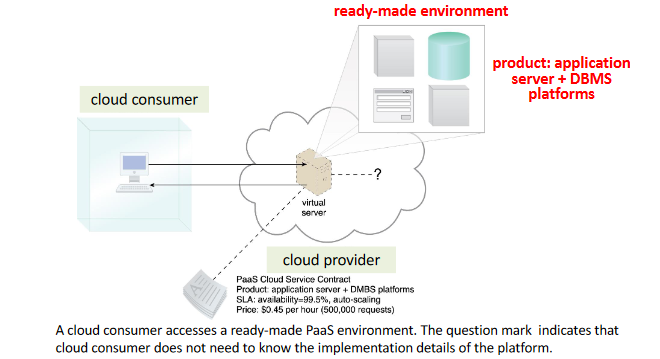 ready-made environment
product: application
server + DBMS
platforms
cloud consumer
?
virtual
server
cloud provider
PaaS Cloud Service Contract
Product: application server + DMBS platforms
SLA: availability=99.5%, auto-scaling
Price: $0.45 per hour (500,000 requests)
A cloud consumer accesses a ready-made PaaS environment. The question mark indicates that
cloud consumer does not need to know the implementation details of the platform.